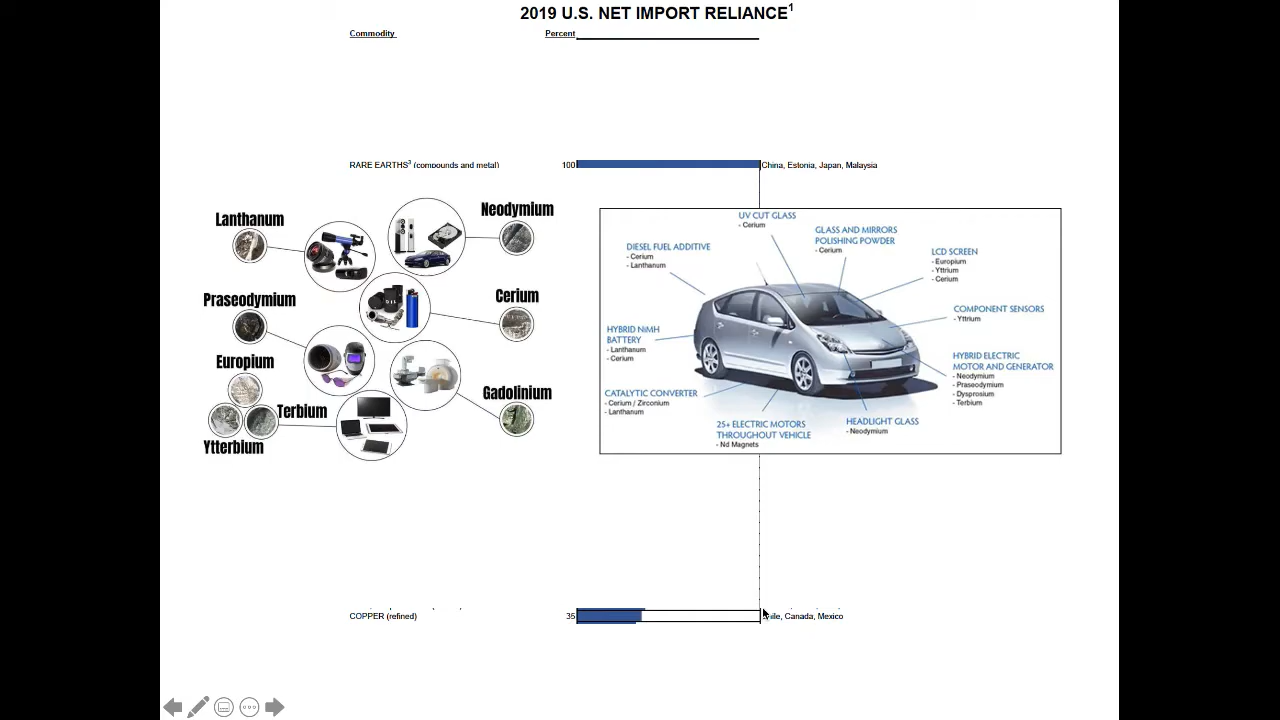 2019 U.S. NET IMPORT RELIANCE1
Commodity
Percent
RARE EARTHS3 (compounds and metal)
100
China, Estonia, Japan, Malaysia
Lanthanum
Neodymium
Praseodymium
Cerium
Europium
Terbium
Gadolinium
Ytterbium
UV CUT GLASS
- Cerium
GLASS AND MIRRORS
POLISHING POWDER
- Cerium
DIESEL FUEL ADDITIVE
- Cerium
- Lanthanum
LCD SCREEN
- Europium
- Yttrium
- Cerium
COMPONENT SENSORS
- Yttrium
HYBRID NiMH
BATTERY
- Lanthanum
- Cerium
HYBRID ELECTRIC
MOTOR AND GENERATOR
- Neodymium
- Praseodymium
- Dysprosium
- Terbium
CATALYTIC CONVERTER
- Cerium / Zirconium
- Lanthanum
25+ ELECTRIC MOTORS
THROUGHOUT VEHICLE
- Nd Magnets
HEADLIGHT GLASS
- Neodymium
COPPER (refined)
35
Canada, Mexico